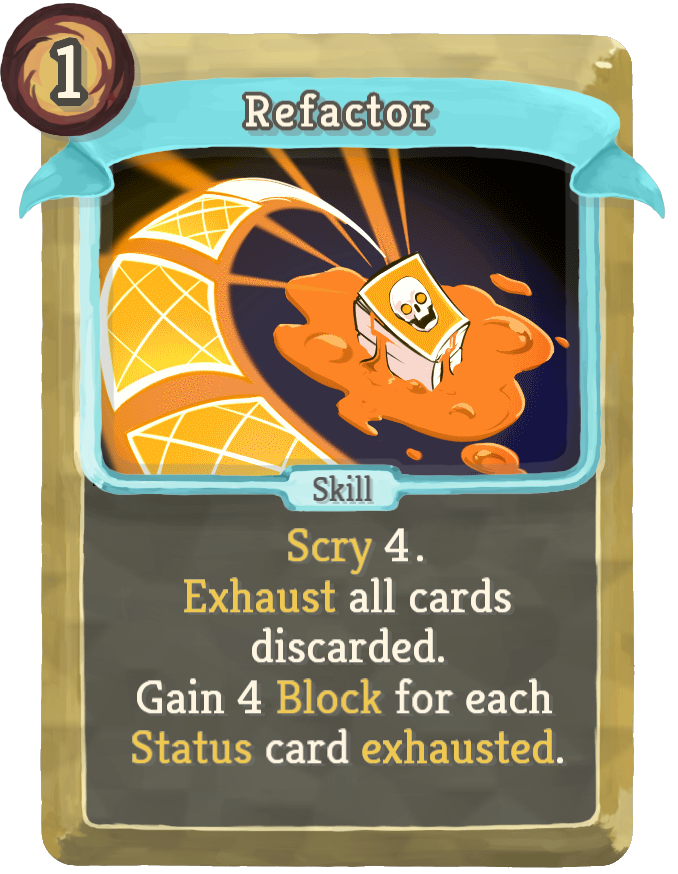 1
Refactor
Skill
Scry 4.
Exhaust all cards
discarded.
Gain 4 Block for each
Status card exhausted.